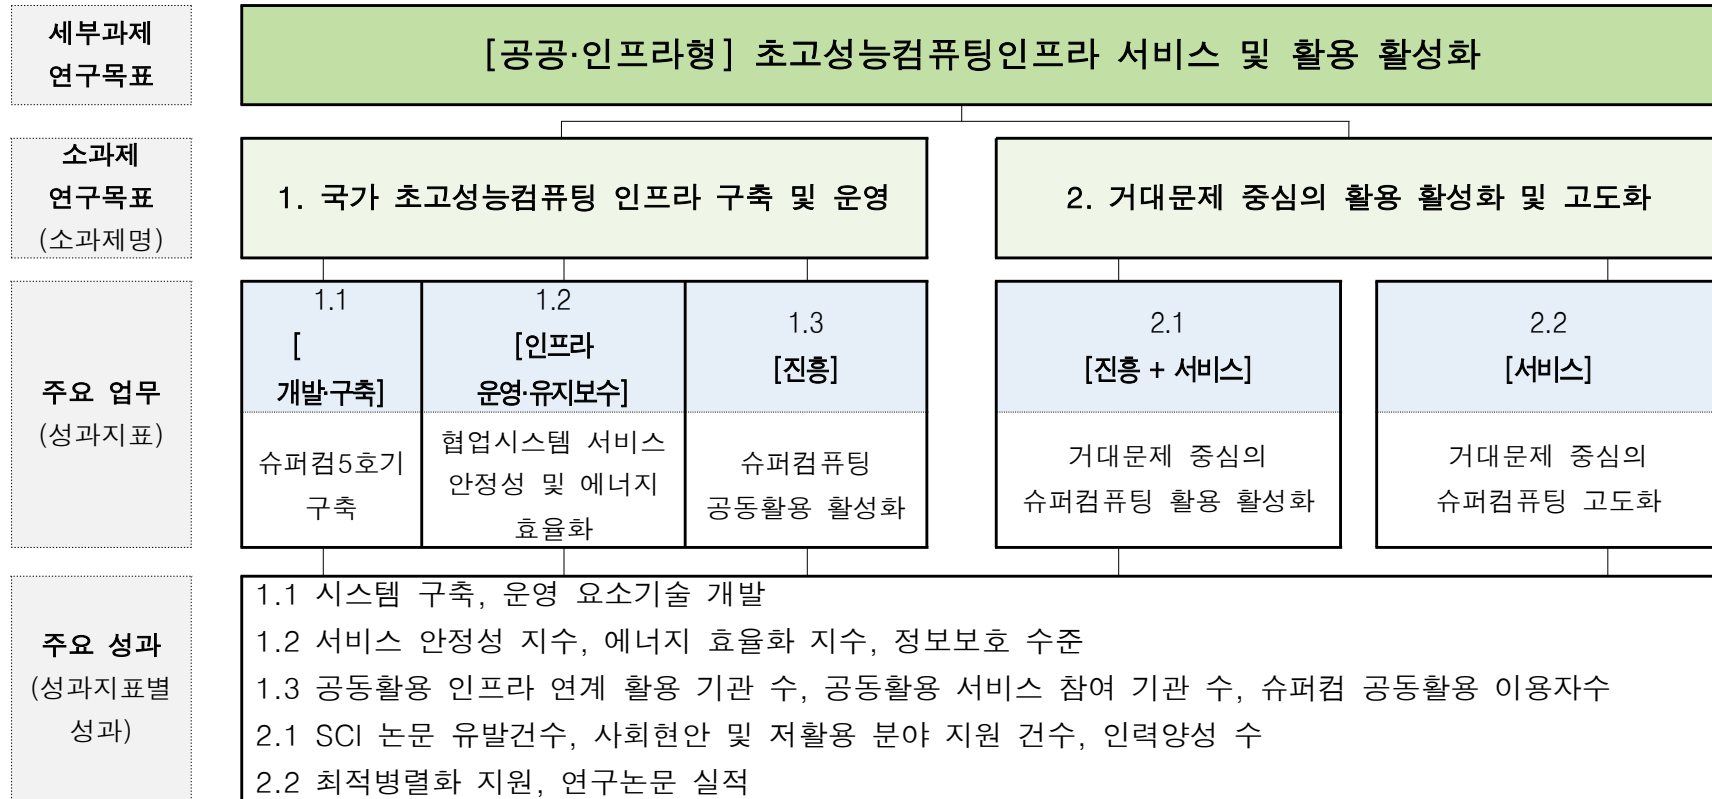 세부과제
연구목표
[공공·인프라형] 초고성능컴퓨팅인프라 서비스 및 활용 활성화
소과제
연구목표
(소과제명)
1. 국가 초고성능컴퓨팅 인프라 구축 및 운영
2. 거대문제 중심의 활용 활성화 및 고도화
주요 업무
(성과지표)
1.1
[
개발·구축]
슈퍼컴5호기
구축
1.2
[인프라
운영·유지보수]
협업시스템 서비스
안정성 및 에너지
효율화
1.3
[진흥]
슈퍼컴퓨팅
공동활용 활성화
2.1
[진흥 + 서비스]
거대문제 중심의
슈퍼컴퓨팅 활용 활성화
2.2
[서비스]
거대문제 중심의
슈퍼컴퓨팅 고도화
주요 성과
(성과지표별
성과)
1.1 시스템 구축, 운영 요소기술 개발
1.2 서비스 안정성 지수, 에너지 효율화 지수, 정보보호 수준
1.3 공동활용 인프라 연계 활용 기관 수, 공동활용 서비스 참여 기관 수, 슈퍼컴 공동활용 이용자수
2.1 SCI 논문 유발건수, 사회현안 및 저활용 분야 지원 건수, 인력양성 수
2.2 최적병렬화 지원, 연구논문 실적